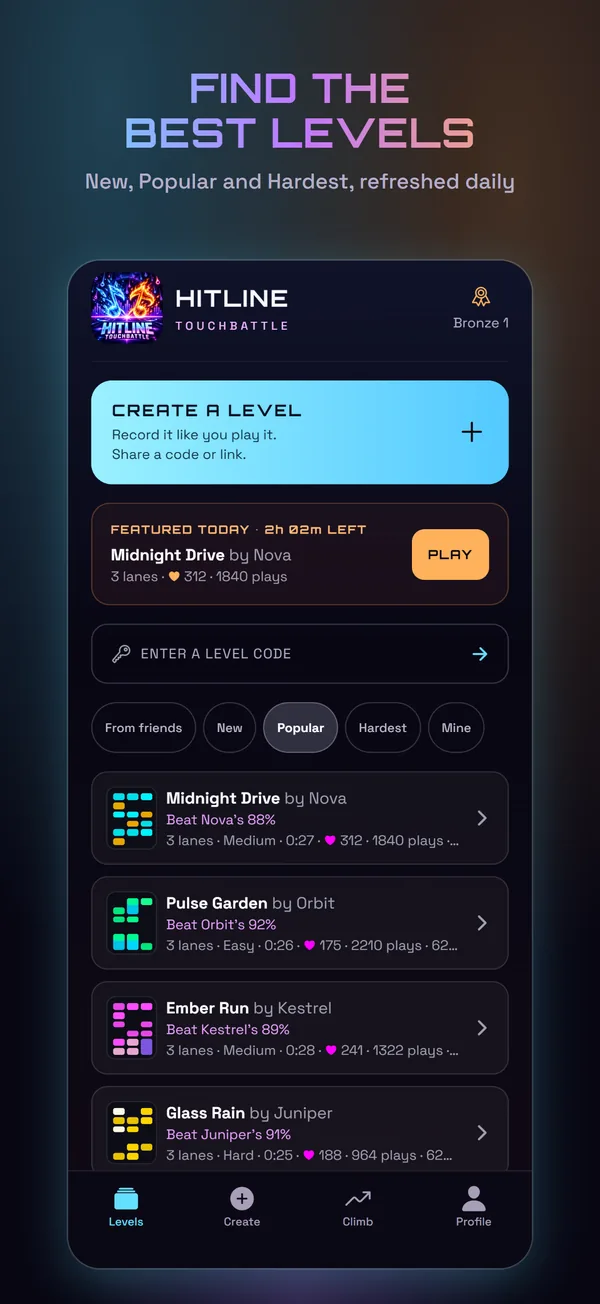 FIND THE
BEST LEVELS
New, Popular and Hardest, refreshed daily
HITLINE
TOUCHBATTLE
HITLINE
TOUCHBATTLE
Bronze 1
CREATE A LEVEL
Record it like you play it.
Share a code or link.
FEATURED TODAY · 2h 02m LEFT
Midnight Drive by Nova
3 lanes · 312 · 1840 plays
PLAY
ENTER A LEVEL CODE
From friends
New
Popular
Hardest
Mine
Midnight Drive by Nova
Beat Nova's 88%
3 lanes · Medium · 0:27 · 312 · 1840 plays ·…
Pulse Garden by Orbit
Beat Orbit's 92%
3 lanes · Easy · 0:26 · 175 · 2210 plays · 62…
Ember Run by Kestrel
Beat Kestrel's 89%
3 lanes · Medium · 0:28 · 241 · 1322 plays ·…
Glass Rain by Juniper
Beat Juniper's 91%
3 lanes · Hard · 0:25 · 188 · 964 plays · 62…
Levels
Create
Climb
Profile